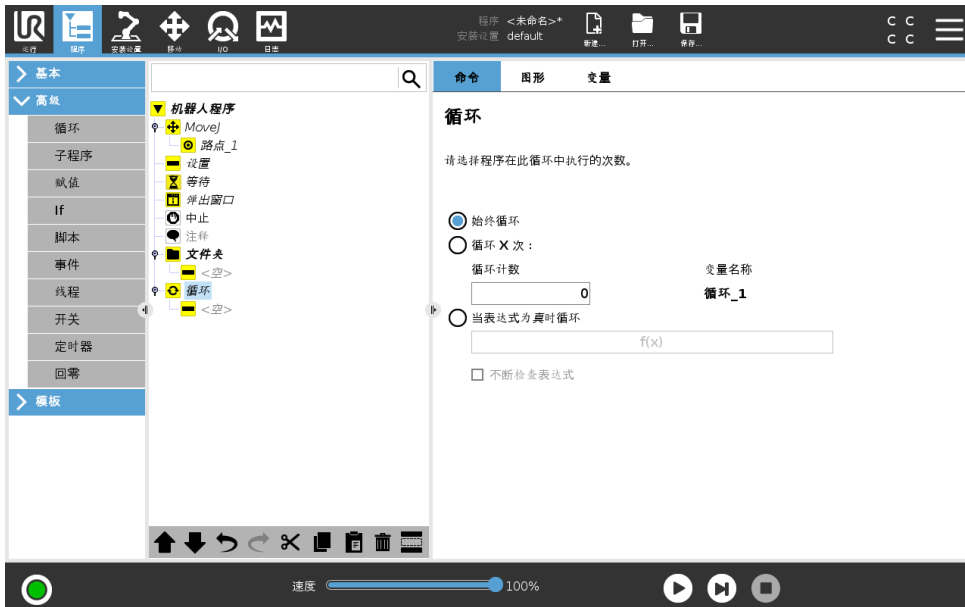 UR
运行
程序
安装设置
移动
I/O
日志
程序 <未命名>*
安装设置 default
新建...
打开...
保存...
C C
C C
基本
高级
循环
子程序
赋值
If
脚本
事件
线程
开关
定时器
回零
模板
机器人程序
MoveJ
路点_1
设置
等待
弹出窗口
中止
注释
文件夹
<空>
循环
<空>
命令 图形 变量
循环
请选择程序在此循环中执行的次数。
始终循环
循环 X 次：
循环计数 变量名称
0 循环_1
当表达式为真时循环
f(x)
不断检查表达式
速度 100%